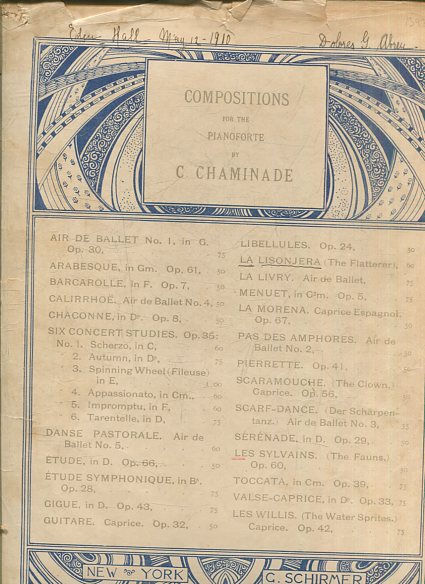 Eden Hall - May 12 - 1910
Dolores G. Abreu
COMPOSITIONS
FOR THE
PIANOFORTE
BY
C CHAMINADE
AIR DE BALLET No. 1, in G.
Op. 30, 75
ARABESQUE, in Gm. Op. 61, 50
BARCAROLLE, in F. Op. 7, 50
CALIRRHOË. Air de Ballet No. 4, 50
CHACONNE, in D♭. Op. 8, 50
SIX CONCERT STUDIES. Op. 35:
No. 1. Scherzo, in C, 60
2. Autumn, in D♭, 75
3. Spinning Wheel (Fileuse)
in E, 1.00
4. Appassionato, in Cm., 60
5. Impromptu, in F, 60
6. Tarentelle, in D, 75
DANSE PASTORALE. Air de
Ballet No. 5, 50
ÉTUDE, in D. Op. 66, 50
ÉTUDE SYMPHONIQUE, in B♭.
Op. 28, 75
GIGUE, in D. Op. 43, 75
GUITARE. Caprice. Op. 32, 50
LIBELLULES. Op. 24, 50
LA LISONJERA (The Flatterer), 60
LA LIVRY. Air de Ballet, 75
MENUET, in G♯m. Op. 5, 75
LA MORENA. Caprice Espagnol.
Op. 67, 50
PAS DES AMPHORES. Air de
Ballet No. 2, 50
PIERRETTE. Op. 41, 50
SCARAMOUCHE. (The Clown.)
Caprice. Op. 56, 50
SCARF-DANCE. (Der Schärpen-
tanz.) Air de Ballet No. 3, 50
SÉRÉNADE, in D. Op. 29, 50
LES SYLVAINS. (The Fauns.)
Op. 60, 50
TOCCATA, in Cm. Op. 39, 75
VALSE-CAPRICE, in D♭. Op. 33, 75
LES WILLIS. (The Water Sprites.)
Caprice. Op. 42, 75
NEW YORK
G. SCHIRMER